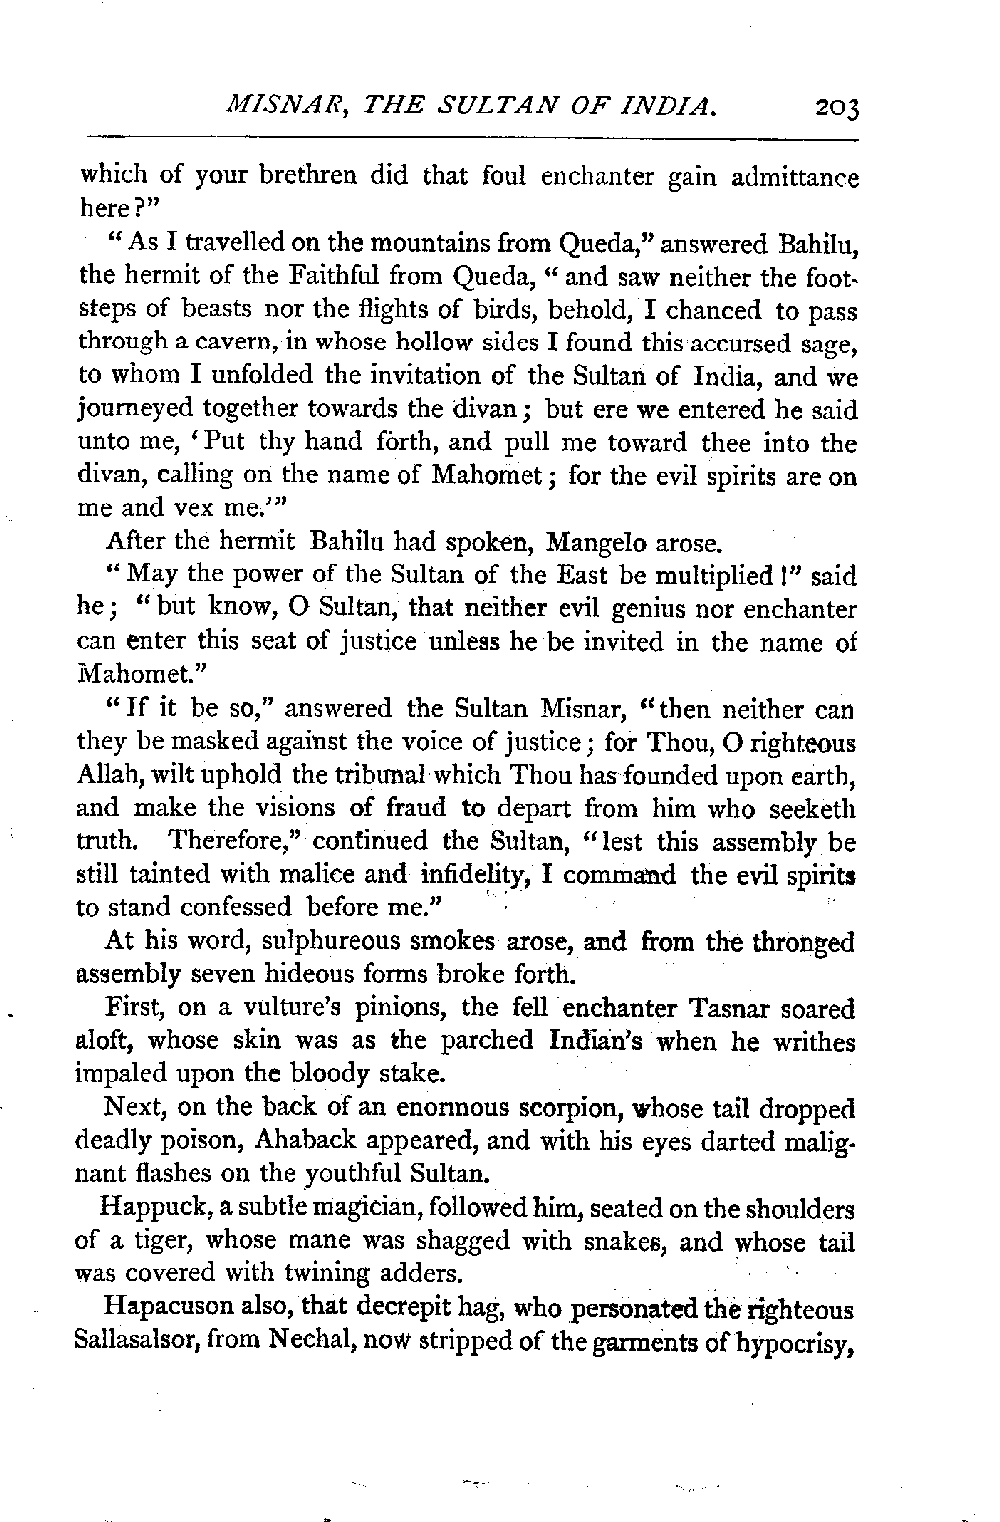 MISNAR, THE SULTAN OF INDIA. 203
which of your brethren did that foul enchanter gain admittance
here?”
“As I travelled on the mountains from Queda,” answered Bahilu,
the hermit of the Faithful from Queda, “and saw neither the foot-
steps of beasts nor the flights of birds, behold, I chanced to pass
through a cavern, in whose hollow sides I found this accursed sage,
to whom I unfolded the invitation of the Sultan of India, and we
journeyed together towards the divan; but ere we entered he said
unto me, ‘Put thy hand forth, and pull me toward thee into the
divan, calling on the name of Mahomet; for the evil spirits are on
me and vex me.’”
After the hermit Bahilu had spoken, Mangelo arose.
“May the power of the Sultan of the East be multiplied!” said
he; “but know, O Sultan, that neither evil genius nor enchanter
can enter this seat of justice unless he be invited in the name of
Mahomet.”
“If it be so,” answered the Sultan Misnar, “then neither can
they be masked against the voice of justice; for Thou, O righteous
Allah, wilt uphold the tribunal which Thou has founded upon earth,
and make the visions of fraud to depart from him who seeketh
truth. Therefore,” continued the Sultan, “lest this assembly be
still tainted with malice and infidelity, I command the evil spirits
to stand confessed before me.”
At his word, sulphureous smokes arose, and from the thronged
assembly seven hideous forms broke forth.
First, on a vulture’s pinions, the fell enchanter Tasnar soared
aloft, whose skin was as the parched Indian’s when he writhes
impaled upon the bloody stake.
Next, on the back of an enormous scorpion, whose tail dropped
deadly poison, Ahaback appeared, and with his eyes darted malig-
nant flashes on the youthful Sultan.
Happuck, a subtle magician, followed him, seated on the shoulders
of a tiger, whose mane was shagged with snakes, and whose tail
was covered with twining adders.
Hapacuson also, that decrepit hag, who personated the righteous
Sallasalsor, from Nechal, now stripped of the garments of hypocrisy,